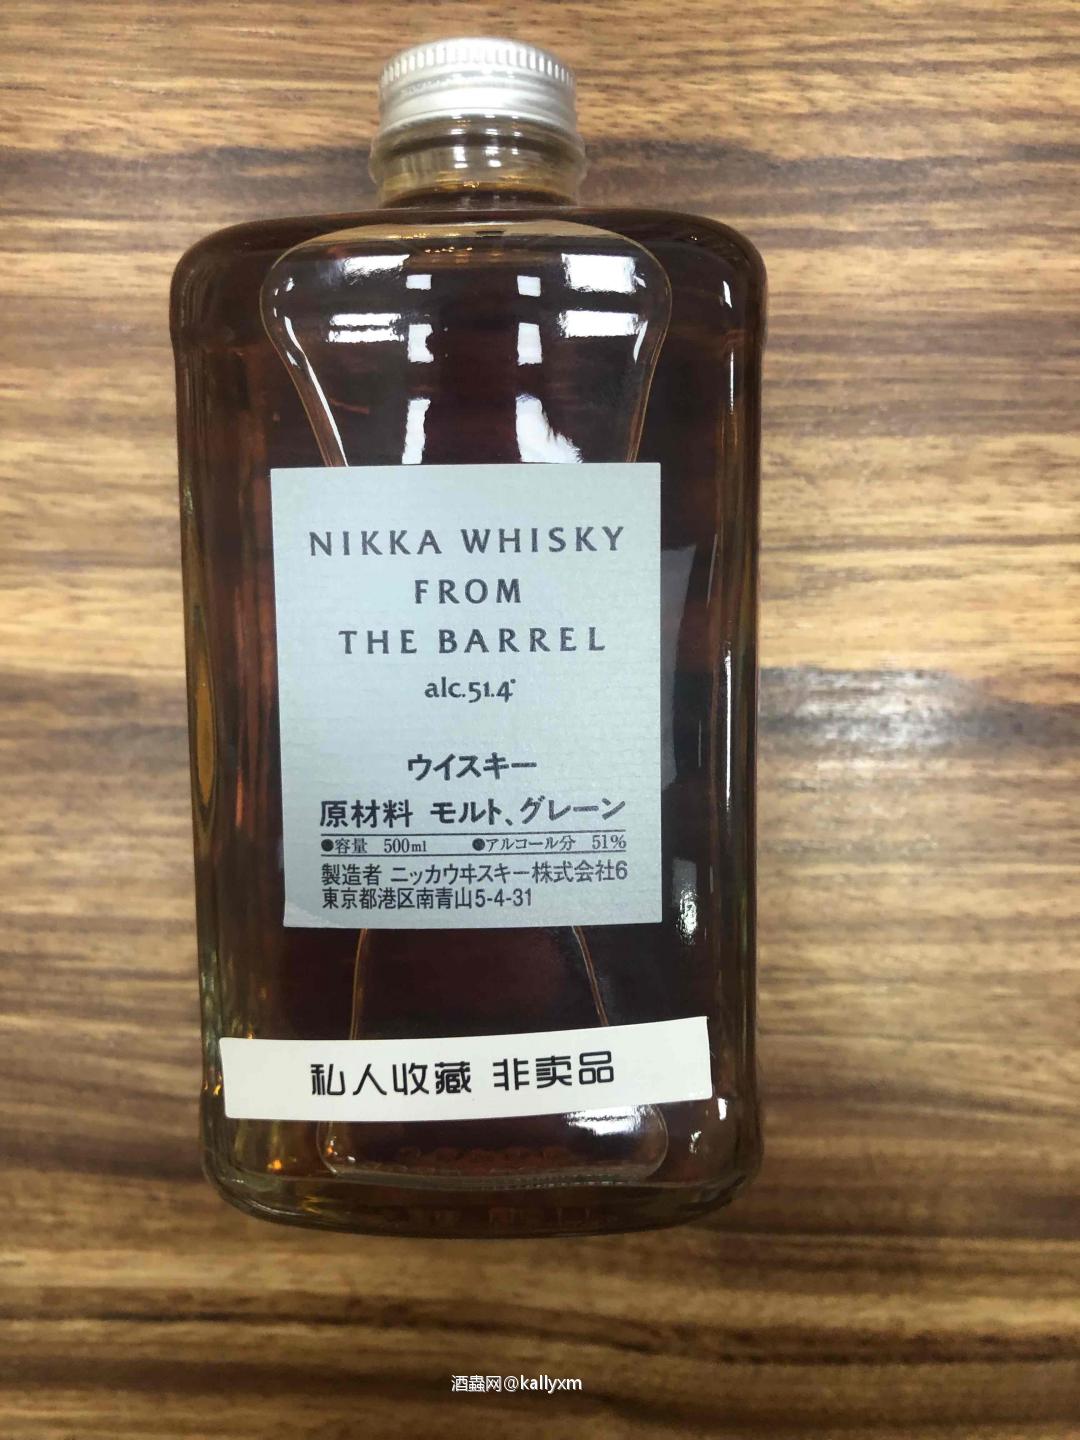 NIKKA WHISKY
FROM
THE BARREL
alc.51.4°
ウイスキー
原材料 モルト、グレーン
●容量 500ml ●アルコール分 51%
製造者 ニッカウヰスキー株式会社6
東京都港区南青山5-4-31
私人收藏 非卖品
酒蟲网@kallyxm